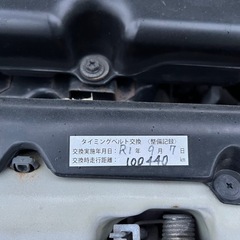 タイミングベルト交換 (整備記録)
交換実施年月日: R1年 9月 7日
交換時走行距離: 100440 km